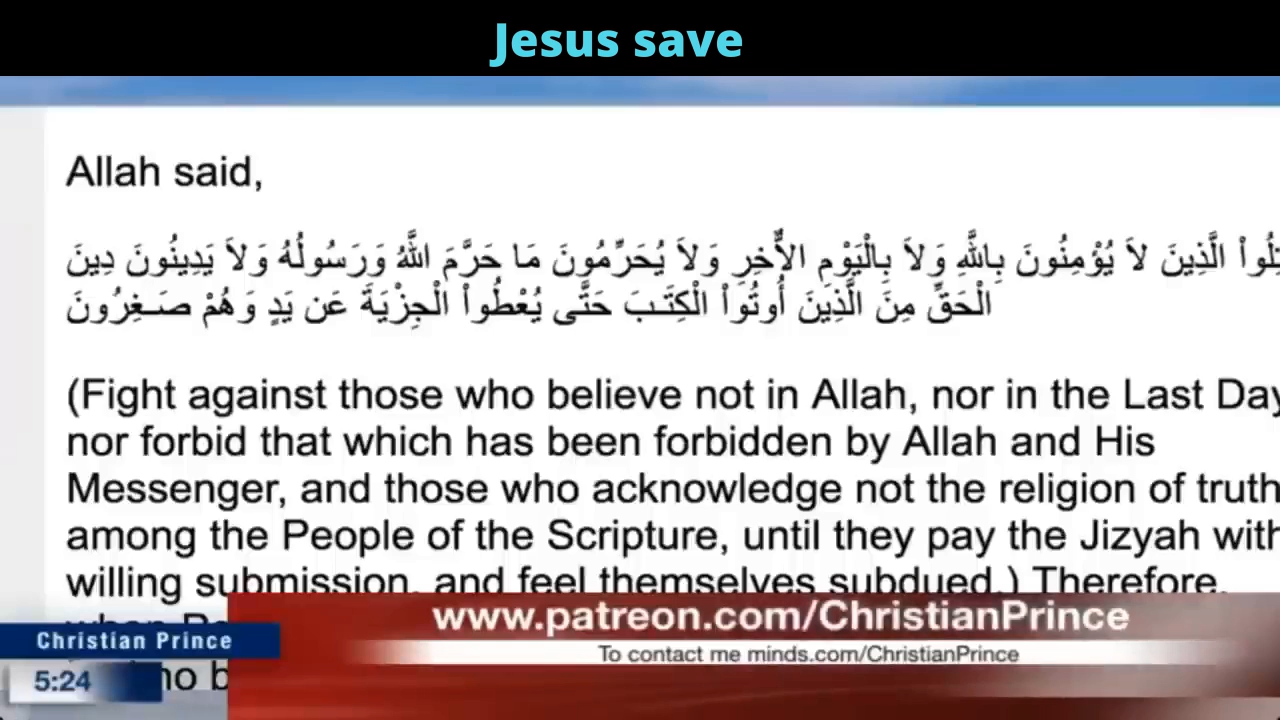 Jesus save
Allah said,
الَّذِينَ لاَ يُؤْمِنُونَ بِاللَّهِ وَلاَ بِالْيَوْمِ الأٌّخِرِ وَلاَ يُحَرِّمُونَ مَا حَرَّمَ اللَّهُ وَرَسُولُهُ وَلاَ يَدِينُونَ دِينَ
الْحَقِّ مِنَ الَّذِينَ أُوتُواْ الْكِتَـبَ حَتَّى يُعْطُواْ الْجِزْيَةَ عَن يَدٍ وَهُمْ صَـغِرُونَ
(Fight against those who believe not in Allah, nor in the Last Day
nor forbid that which has been forbidden by Allah and His
Messenger, and those who acknowledge not the religion of truth
among the People of the Scripture, until they pay the Jizyah with
willing submission, and feel themselves subdued.) Therefore,
www.patreon.com/ChristianPrince
Christian Prince
To contact me minds.com/ChristianPrince
5:24